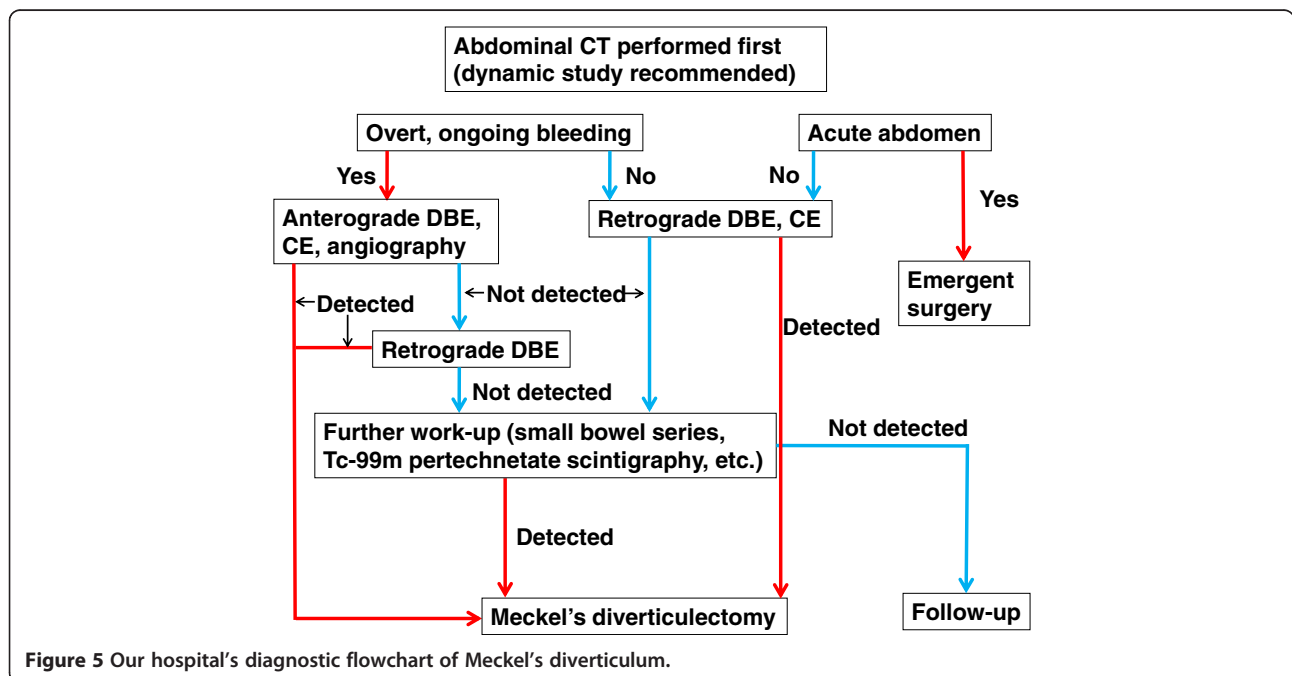 Abdominal CT performed first
(dynamic study recommended)
Overt, ongoing bleeding
Acute abdomen
Yes
No
No
Yes
Anterograde DBE,
CE, angiography
Retrograde DBE, CE
Emergent
surgery
Detected
Not detected
Detected
Retrograde DBE
Not detected
Further work-up (small bowel series,
Tc-99m pertechnetate scintigraphy, etc.)
Not detected
Detected
Meckel's diverticulectomy
Follow-up
Figure 5 Our hospital's diagnostic flowchart of Meckel's diverticulum.